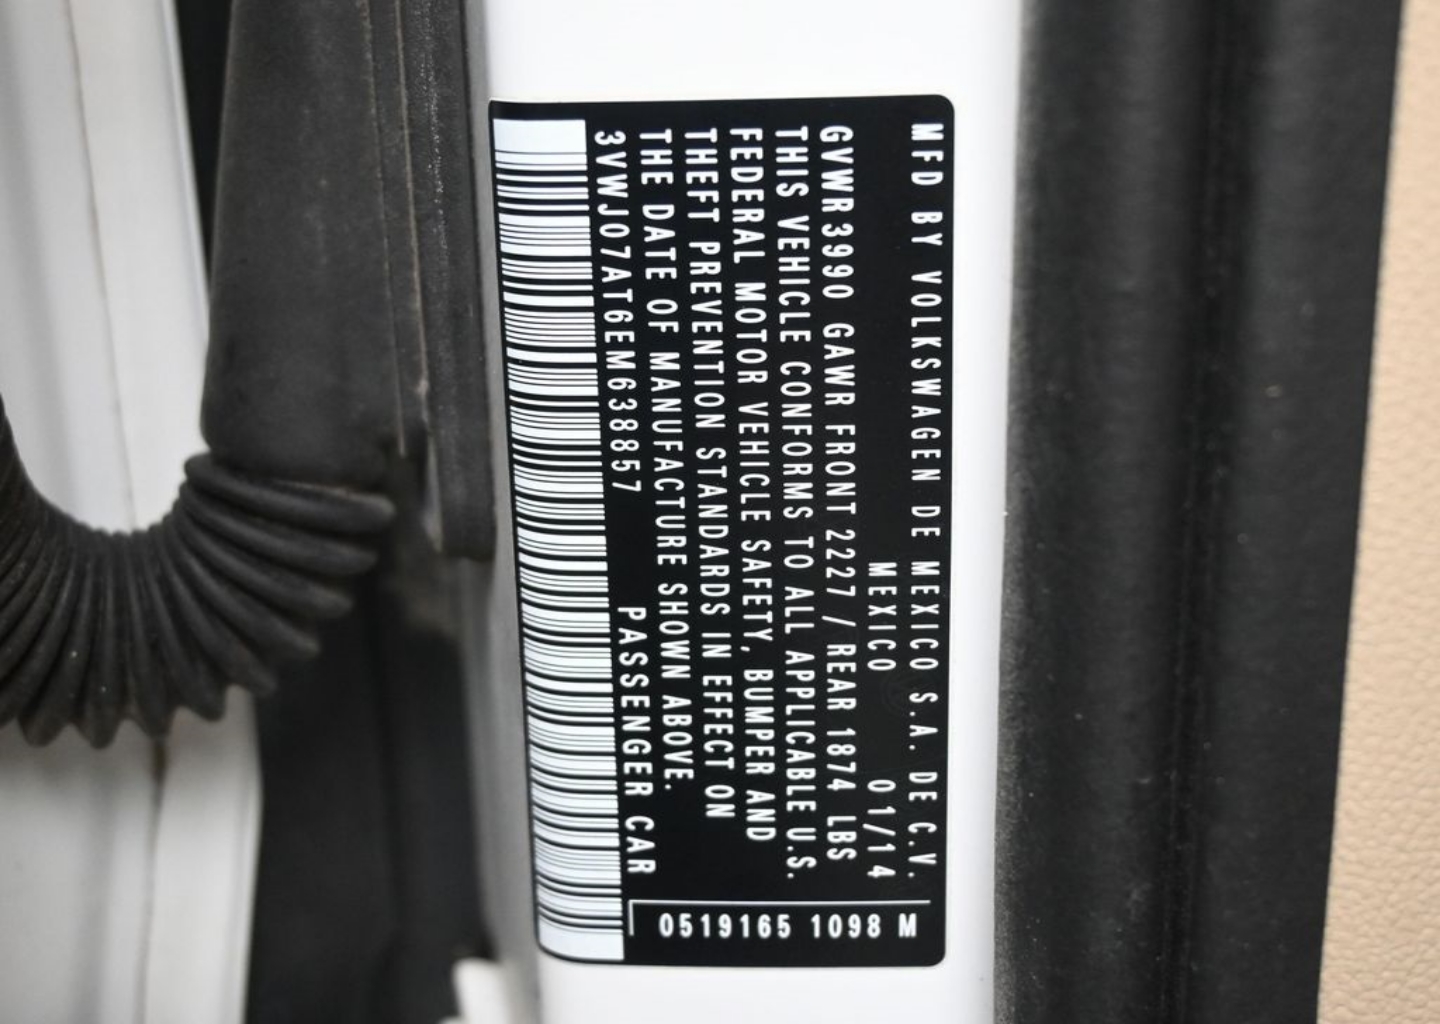 MFD BY VOLKSWAGEN DE MEXICO S.A. DE C.V.
MEXICO 01/14
GVWR 3990 GAWR FRONT 2227 / REAR 1874 LBS
THIS VEHICLE CONFORMS TO ALL APPLICABLE U.S.
FEDERAL MOTOR VEHICLE SAFETY, BUMPER AND
THEFT PREVENTION STANDARDS IN EFFECT ON
THE DATE OF MANUFACTURE SHOWN ABOVE.
3VWJ07AT6EM638857 PASSENGER CAR
0519165 1098 M